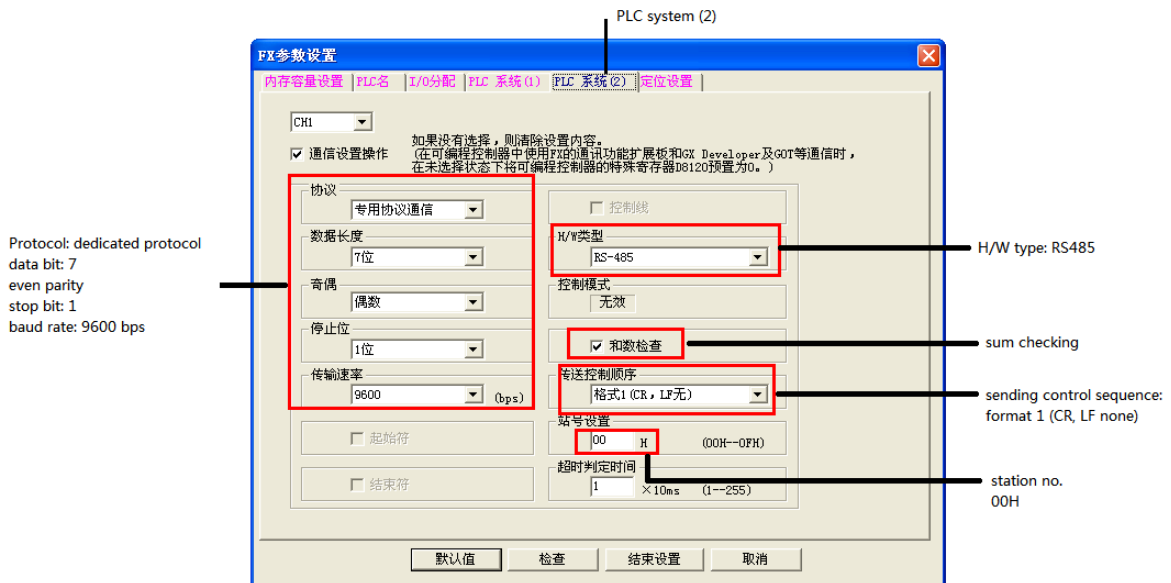 PLC system (2)
FX参数设置
内存容量设置 PLC名 I/O分配 PLC 系统(1) PLC 系统(2) 定位设置
CH1
如果没有选择，则清除设置内容。
通信设置操作 (在可编程控制器中使用FX的通讯功能扩展板和GX Developer及GOT等通信时，
在未选择状态下将可编程控制器的特殊寄存器D8120预置为0。)
协议
专用协议通信
控制线
数据长度
7位
H/W类型
RS-485
奇偶
偶数
控制模式
无效
停止位
1位
和数检查
传输速率
9600 (bps)
传送控制顺序
格式1(CR，LF无)
起始符
站号设置
00 H (00H--0FH)
结束符
超时判定时间
1 ×10ms (1--255)
默认值 检查 结束设置 取消
Protocol: dedicated protocol
data bit: 7
even parity
stop bit: 1
baud rate: 9600 bps
H/W type: RS485
sum checking
sending control sequence:
format 1 (CR, LF none)
station no.
00H